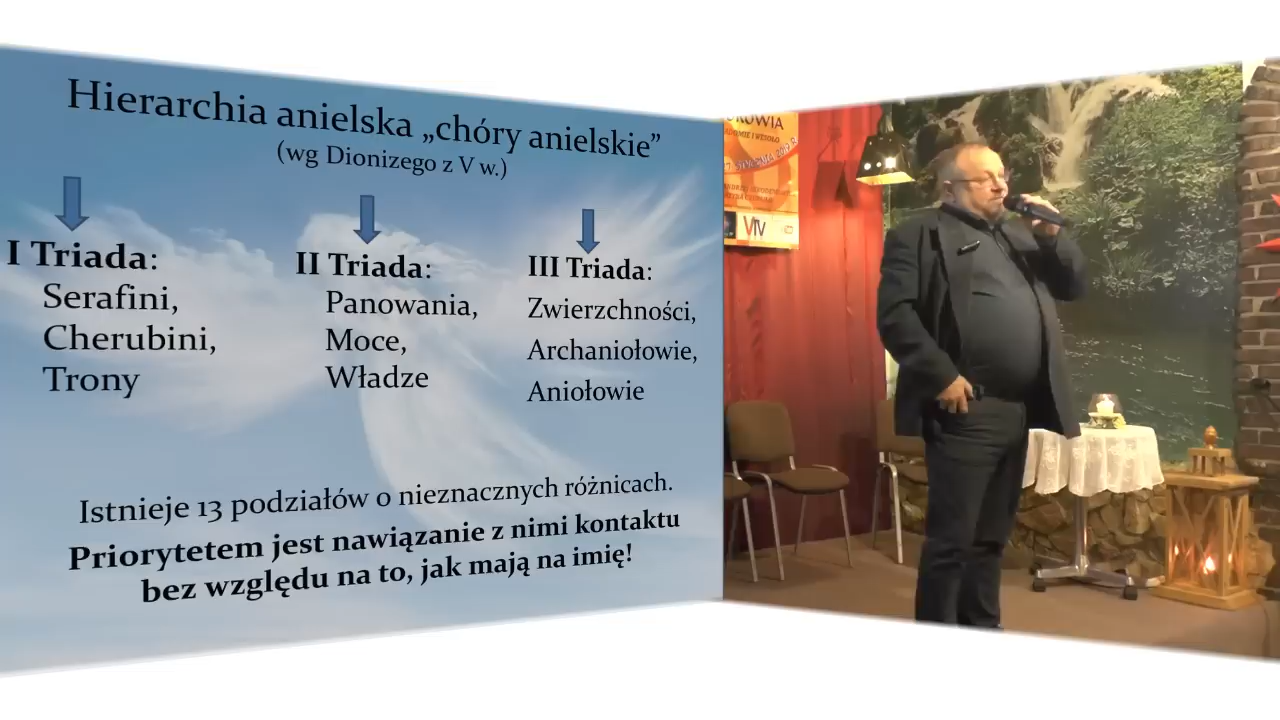 Hierarchia anielska „chóry anielskie”
(wg Dionizego z V w.)
I Triada:
Serafini,
Cherubini,
Trony
II Triada:
Panowania,
Moce,
Władze
III Triada:
Zwierzchności,
Archaniołowie,
Aniołowie
Istnieje 13 podziałów o nieznacznych różnicach.
Priorytetem jest nawiązanie z nimi kontaktu
bez względu na to, jak mają na imię!